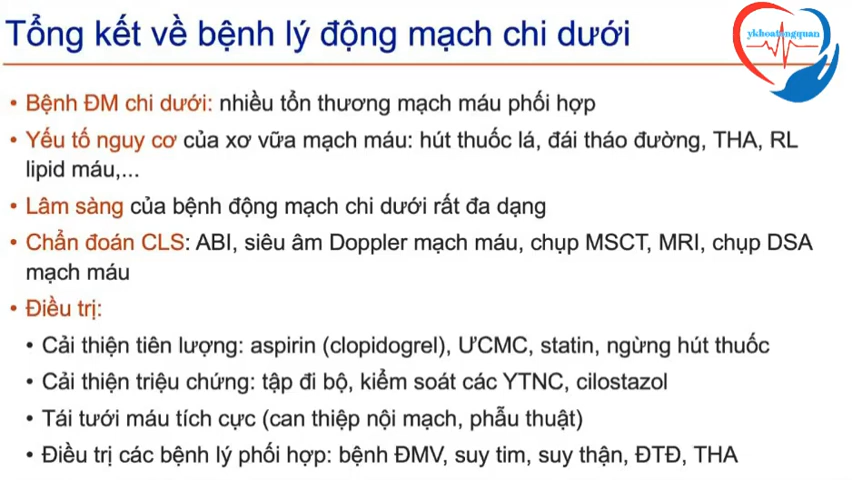 Tổng kết về bệnh lý động mạch chi dưới
ykhoatongquan
• Bệnh ĐM chi dưới: nhiều tổn thương mạch máu phối hợp
• Yếu tố nguy cơ của xơ vữa mạch máu: hút thuốc lá, đái tháo đường, THA, RL
lipid máu,...
• Lâm sàng của bệnh động mạch chi dưới rất đa dạng
• Chẩn đoán CLS: ABI, siêu âm Doppler mạch máu, chụp MSCT, MRI, chụp DSA
mạch máu
• Điều trị:
• Cải thiện tiên lượng: aspirin (clopidogrel), ƯCMC, statin, ngừng hút thuốc
• Cải thiện triệu chứng: tập đi bộ, kiểm soát các YTNC, cilostazol
• Tái tưới máu tích cực (can thiệp nội mạch, phẫu thuật)
• Điều trị các bệnh lý phối hợp: bệnh ĐMV, suy tim, suy thận, ĐTĐ, THA